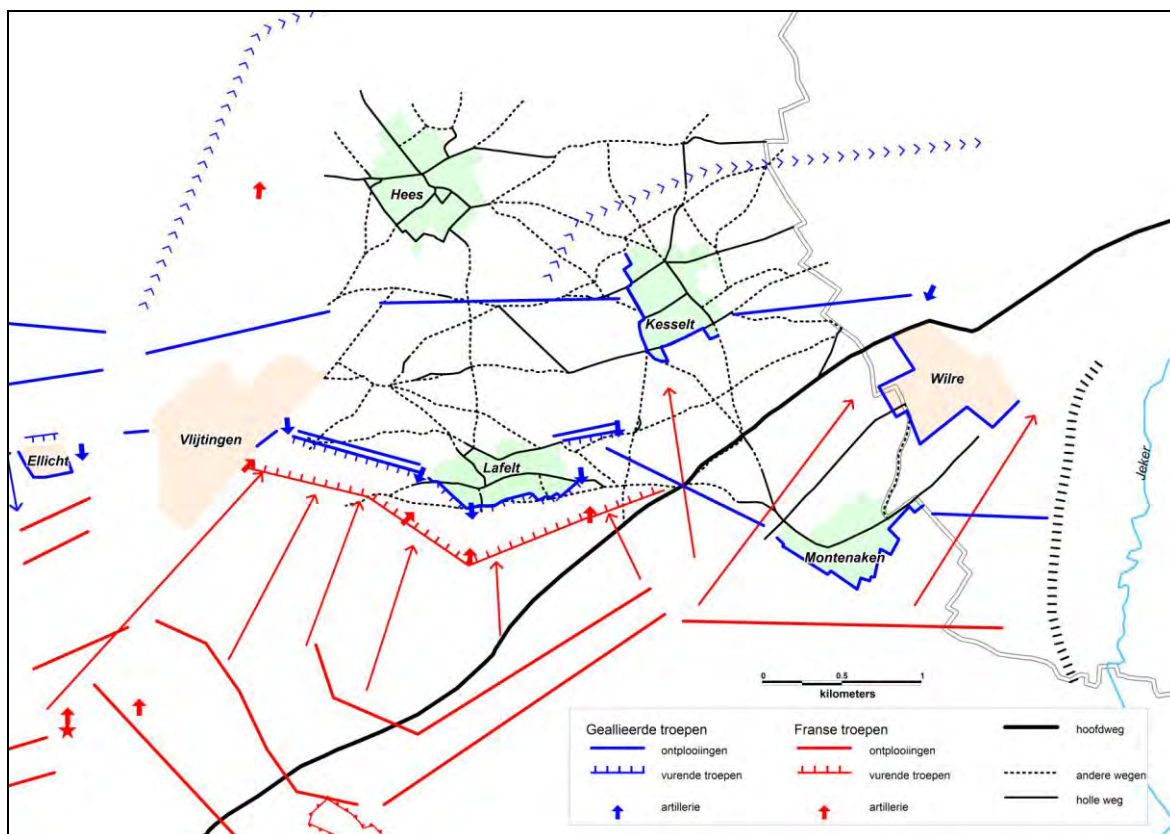 Hees
Kesselt
Wilre
Vlijtingen
Ellicht
Lafelt
Jeker
Montenaken
0 0.5 1
kilometers
Geallieerde troepen
ontplooiingen
vurende troepen
artillerie
Franse troepen
ontplooiingen
vurende troepen
artillerie
hoofdweg
andere wegen
holle weg